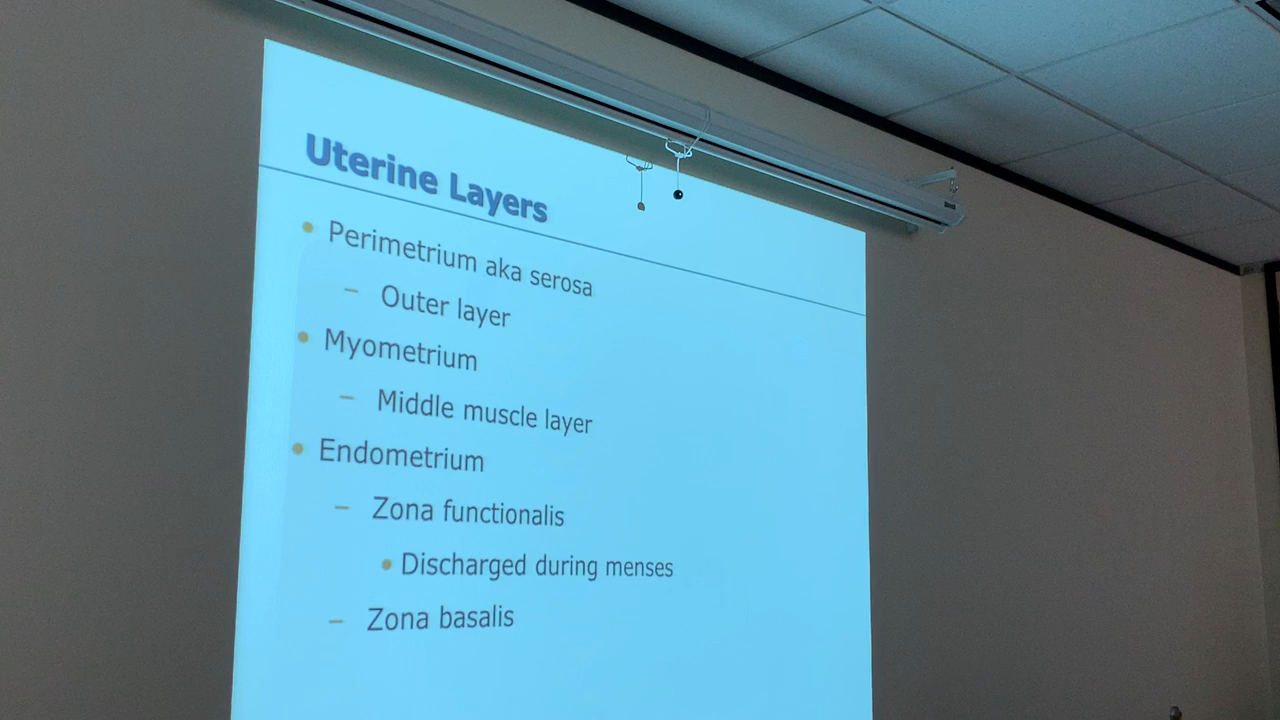 Uterine Layers
Perimetrium aka serosa
Outer layer
Myometrium
Middle muscle layer
Endometrium
Zona functionalis
Discharged during menses
Zona basalis